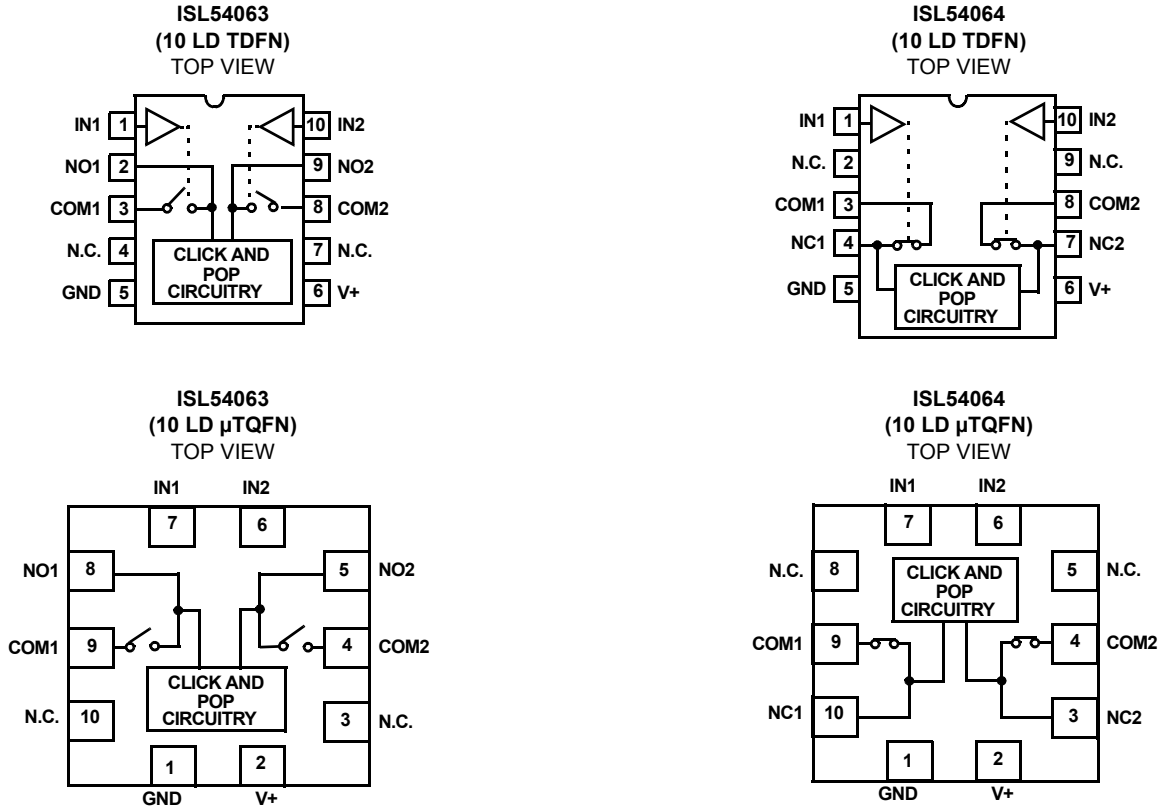 ISL54063
(10 LD TDFN)
TOP VIEW
IN1 1 10 IN2
NO1 2 9 NO2
COM1 3 8 COM2
N.C. 4 7 N.C.
CLICK AND
POP
CIRCUITRY
GND 5 6 V+
ISL54064
(10 LD TDFN)
TOP VIEW
IN1 1 10 IN2
N.C. 2 9 N.C.
COM1 3 8 COM2
NC1 4 7 NC2
CLICK AND
POP
CIRCUITRY
GND 5 6 V+
ISL54063
(10 LD µTQFN)
TOP VIEW
IN1 IN2
7 6
NO1 8 5 NO2
COM1 9 4 COM2
CLICK AND
POP
CIRCUITRY
N.C. 10 3 N.C.
1 2
GND V+
ISL54064
(10 LD µTQFN)
TOP VIEW
IN1 IN2
7 6
N.C. 8 5 N.C.
CLICK AND
POP
CIRCUITRY
COM1 9 4 COM2
NC1 10 3 NC2
1 2
GND V+